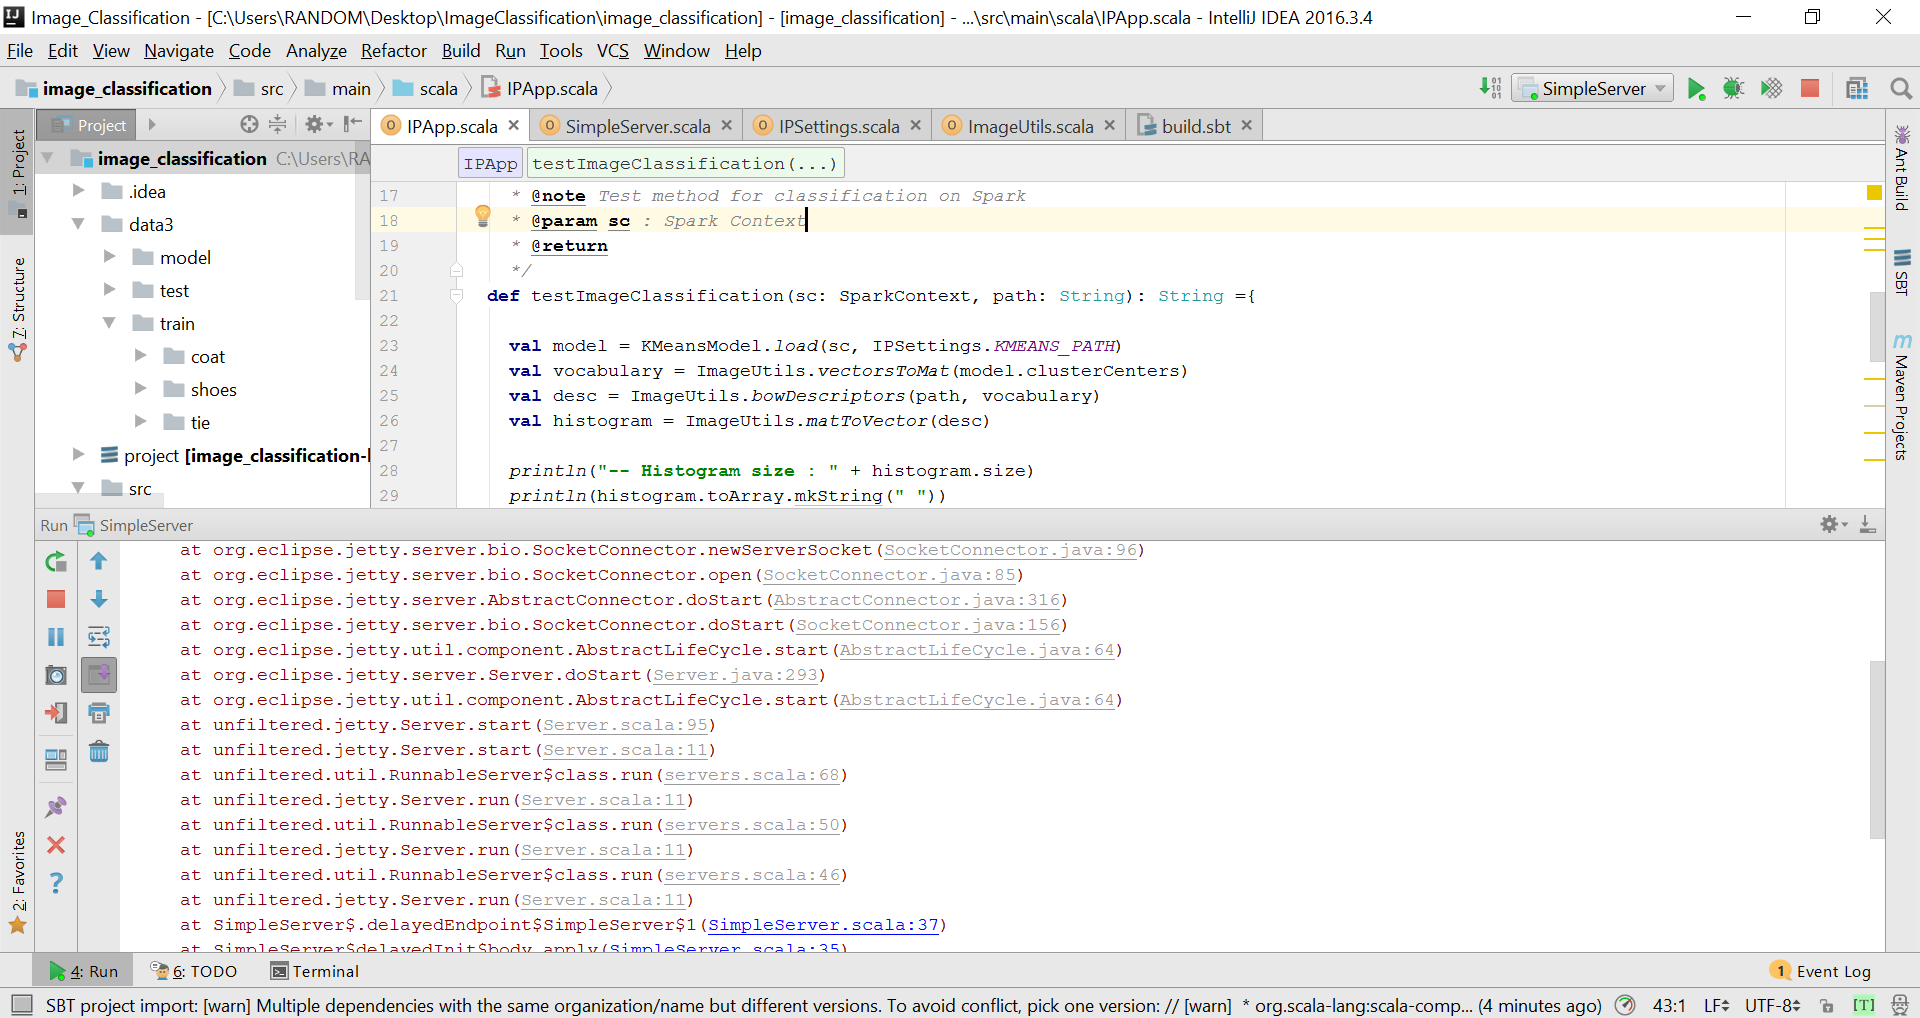 Image_Classification - [C:\Users\RANDOM\Desktop\ImageClassification\image_classification] - [image_classification] - ...\src\main\scala\IPApp.scala - IntelliJ IDEA 2016.3.4
File Edit View Navigate Code Analyze Refactor Build Run Tools VCS Window Help
image_classification src main scala IPApp.scala SimpleServer
Project IPApp.scala SimpleServer.scala IPSettings.scala ImageUtils.scala build.sbt
IPApp testImageClassification(...)
1: Project
7: Structure
2: Favorites
image_classification C:\Users\RA
.idea
data3
model
test
train
coat
shoes
tie
project [image_classification-
src
17 * @note Test method for classification on Spark
18 * @param sc : Spark Context
19 * @return
20 */
21 def testImageClassification(sc: SparkContext, path: String): String ={
22
23 val model = KMeansModel.load(sc, IPSettings.KMEANS_PATH)
24 val vocabulary = ImageUtils.vectorsToMat(model.clusterCenters)
25 val desc = ImageUtils.bowDescriptors(path, vocabulary)
26 val histogram = ImageUtils.matToVector(desc)
27
28 println("-- Histogram size : " + histogram.size)
29 println(histogram.toArray.mkString(" "))
Ant Build
SBT
Maven Projects
Run SimpleServer
at org.eclipse.jetty.server.bio.SocketConnector.newServerSocket(SocketConnector.java:96)
at org.eclipse.jetty.server.bio.SocketConnector.open(SocketConnector.java:85)
at org.eclipse.jetty.server.AbstractConnector.doStart(AbstractConnector.java:316)
at org.eclipse.jetty.server.bio.SocketConnector.doStart(SocketConnector.java:156)
at org.eclipse.jetty.util.component.AbstractLifeCycle.start(AbstractLifeCycle.java:64)
at org.eclipse.jetty.server.Server.doStart(Server.java:293)
at org.eclipse.jetty.util.component.AbstractLifeCycle.start(AbstractLifeCycle.java:64)
at unfiltered.jetty.Server.start(Server.scala:95)
at unfiltered.jetty.Server.start(Server.scala:11)
at unfiltered.util.RunnableServer$class.run(servers.scala:68)
at unfiltered.jetty.Server.run(Server.scala:11)
at unfiltered.util.RunnableServer$class.run(servers.scala:50)
at unfiltered.jetty.Server.run(Server.scala:11)
at unfiltered.util.RunnableServer$class.run(servers.scala:46)
at unfiltered.jetty.Server.run(Server.scala:11)
at SimpleServer$.delayedEndpoint$SimpleServer$1(SimpleServer.scala:37)
at SimpleServer$delayedInit$body.apply(SimpleServer.scala:35)
4: Run 6: TODO Terminal 1 Event Log
SBT project import: [warn] Multiple dependencies with the same organization/name but different versions. To avoid conflict, pick one version: // [warn] * org.scala-lang:scala-comp... (4 minutes ago) 43:1 LF UTF-8 [T]